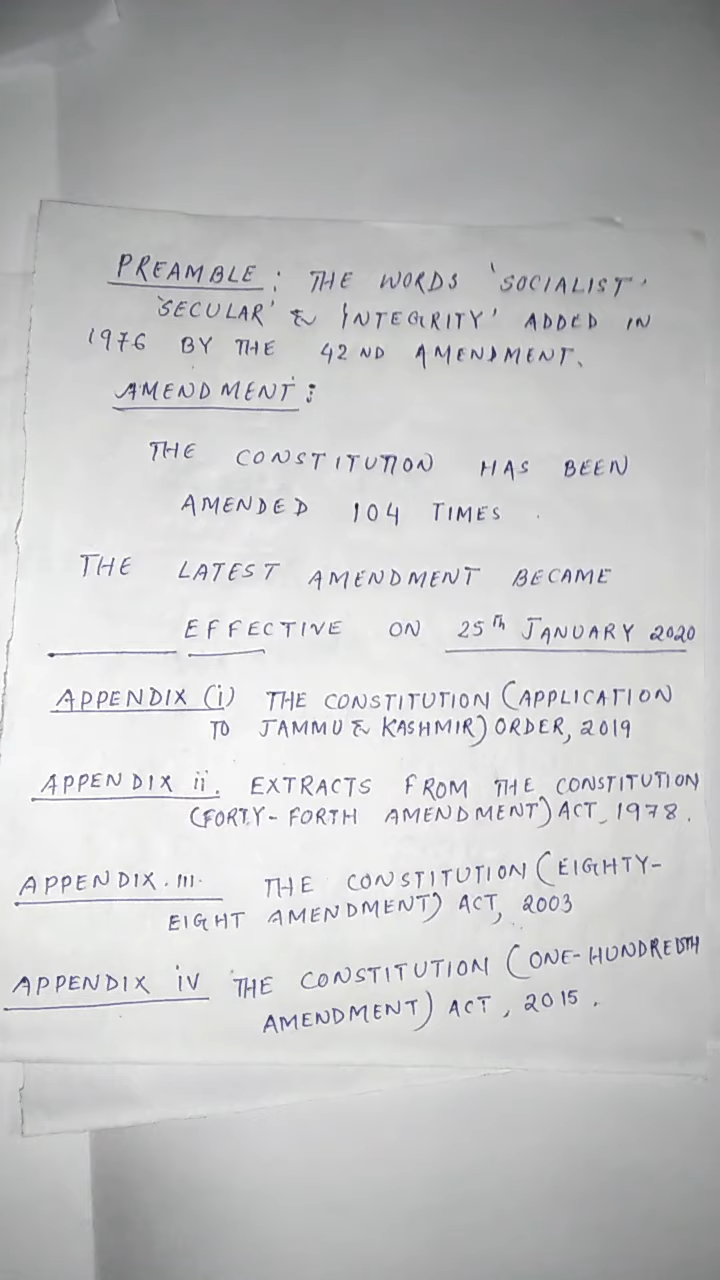 PREAMBLE : THE WORDS 'SOCIALIST'
'SECULAR' & 'INTEGRITY' ADDED IN
1976 BY THE 42 ND AMENDMENT.
AMENDMENT :
THE CONSTITUTION HAS BEEN
AMENDED 104 TIMES .
THE LATEST AMENDMENT BECAME
EFFECTIVE ON 25th JANUARY 2020
APPENDIX (i) THE CONSTITUTION (APPLICATION
TO JAMMU & KASHMIR) ORDER, 2019
APPENDIX ii. EXTRACTS FROM THE CONSTITUTION
(FORTY-FORTH AMENDMENT) ACT, 1978.
APPENDIX.III. THE CONSTITUTION (EIGHTY-
EIGHT AMENDMENT) ACT, 2003
APPENDIX iv THE CONSTITUTION (ONE-HUNDREDTH
AMENDMENT) ACT, 2015.